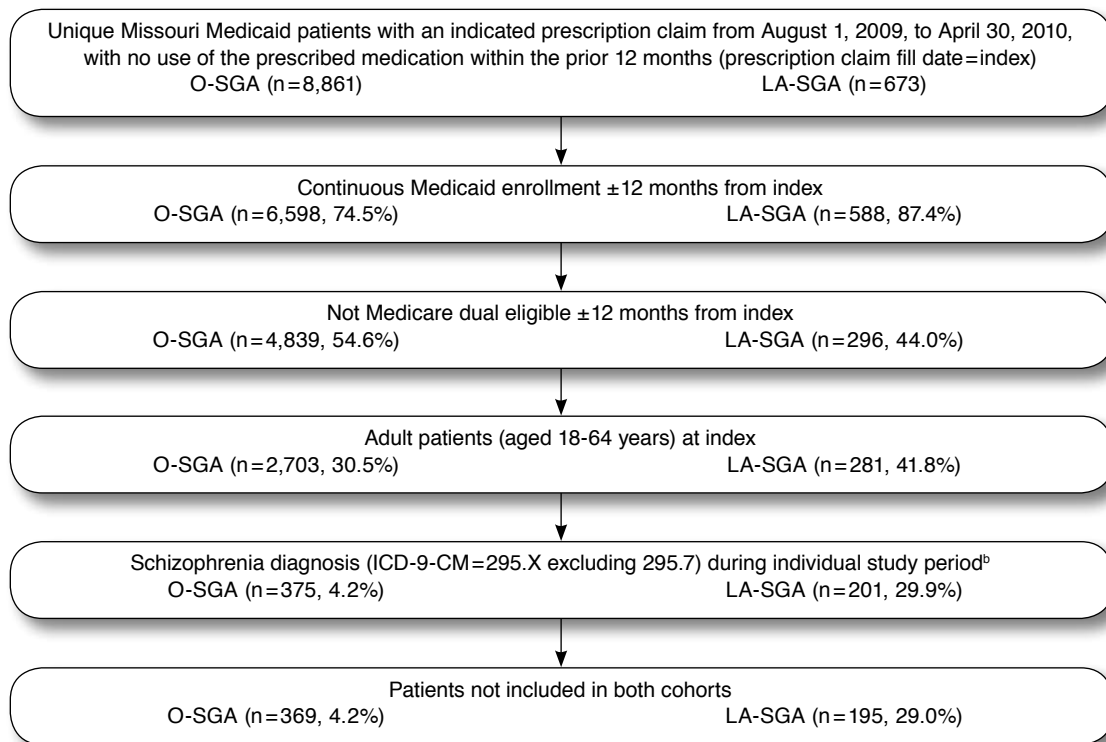 Unique Missouri Medicaid patients with an indicated prescription claim from August 1, 2009, to April 30, 2010,
with no use of the prescribed medication within the prior 12 months (prescription claim fill date=index)
O-SGA (n=8,861) LA-SGA (n=673)
Continuous Medicaid enrollment ±12 months from index
O-SGA (n=6,598, 74.5%) LA-SGA (n=588, 87.4%)
Not Medicare dual eligible ±12 months from index
O-SGA (n=4,839, 54.6%) LA-SGA (n=296, 44.0%)
Adult patients (aged 18-64 years) at index
O-SGA (n=2,703, 30.5%) LA-SGA (n=281, 41.8%)
Schizophrenia diagnosis (ICD-9-CM=295.X excluding 295.7) during individual study periodᵇ
O-SGA (n=375, 4.2%) LA-SGA (n=201, 29.9%)
Patients not included in both cohorts
O-SGA (n=369, 4.2%) LA-SGA (n=195, 29.0%)